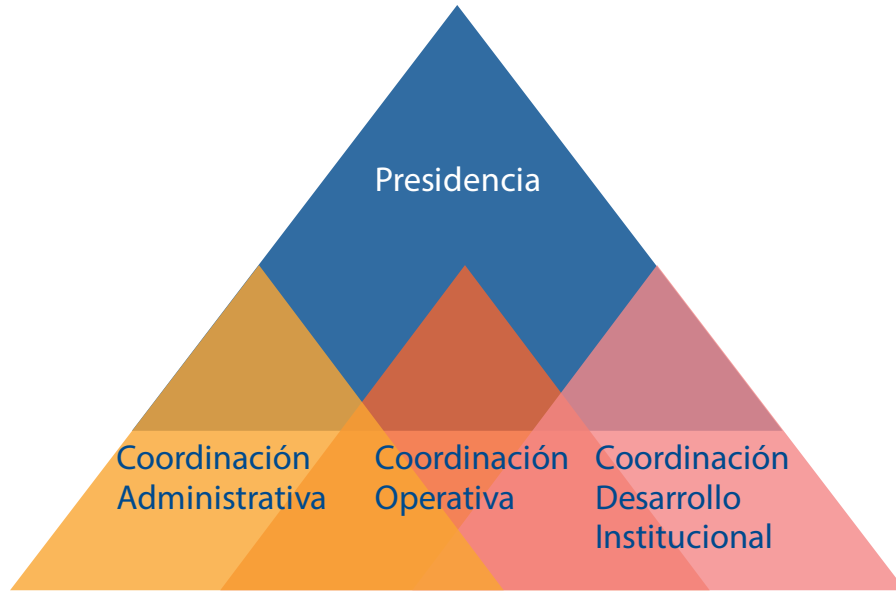 Presidencia
Coordinación
Administrativa
Coordinación
Operativa
Coordinación
Desarrollo
Institucional